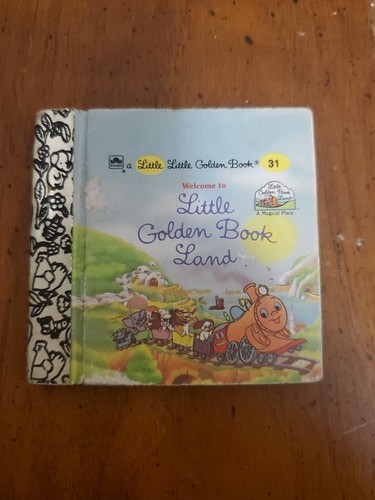 a Little Little Golden Book® 31
Welcome to
Little
Golden Book
Land
Little
Golden Book
Land
A Magical Place